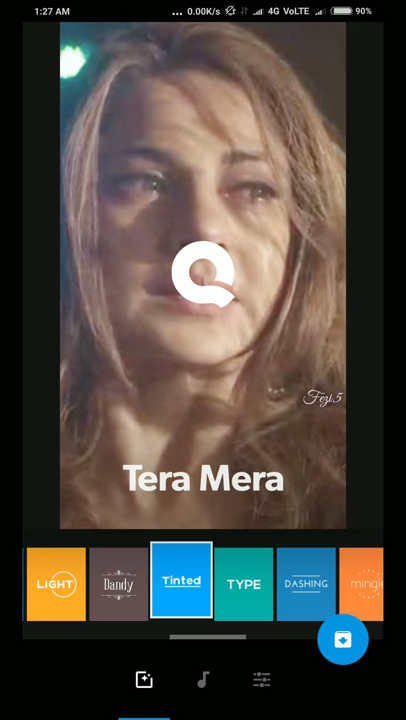 1:27 AM
... 0.00K/s 4G VoLTE 90%
Fezi.5
Tera Mera
LIGHT
Dandy
Tinted
TYPE
DASHING
mingle